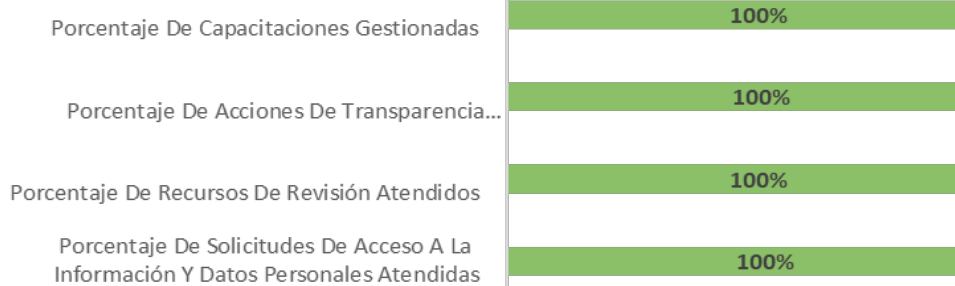 Porcentaje De Capacitaciones Gestionadas
100%
Porcentaje De Acciones De Transparencia...
100%
Porcentaje De Recursos De Revisión Atendidos
100%
Porcentaje De Solicitudes De Acceso A La
Información Y Datos Personales Atendidas
100%